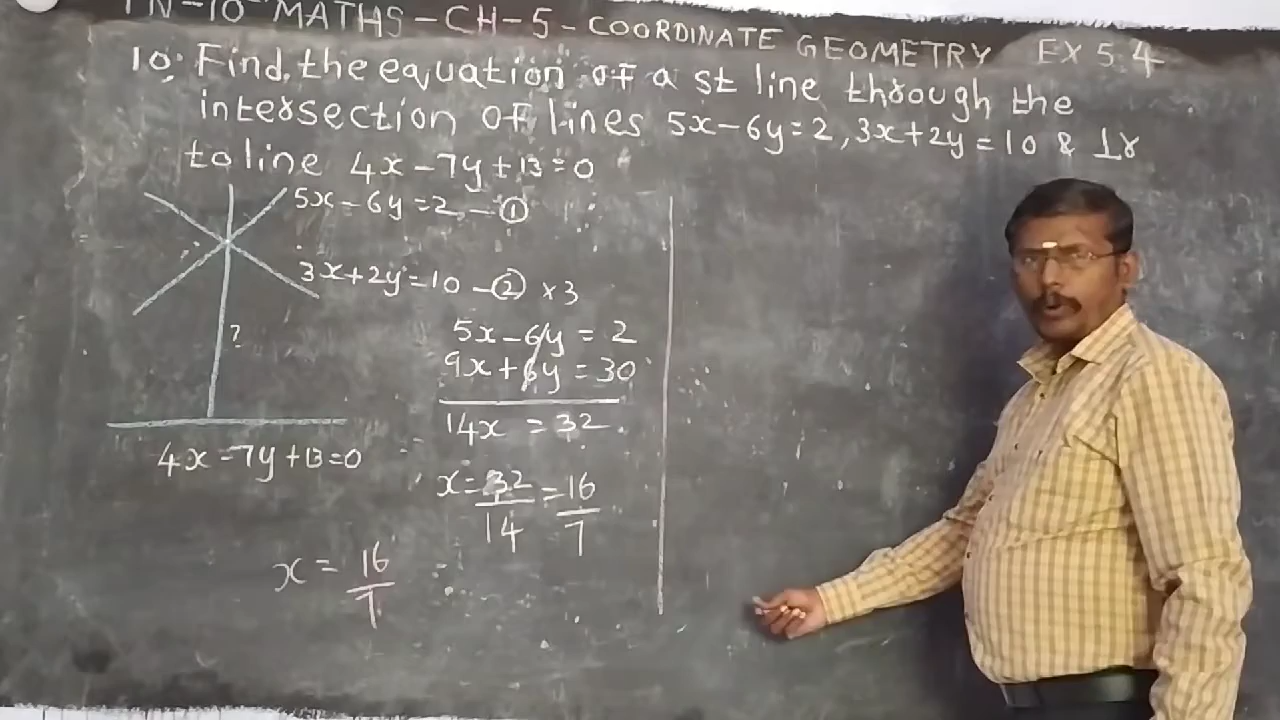 TN-10 MATHS-CH-5-COORDINATE GEOMETRY EX 5.4
10. Find the equation of a st line through the
intersection of lines 5x-6y=2, 3x+2y=10 & ⊥r
to line 4x-7y+13=0
5x-6y=2 -①
3x+2y=10 -② ×3
?
4x-7y+13=0
5x-6y = 2
9x+6y = 30
14x = 32
x = 32/14 = 16/7
x = 16/7